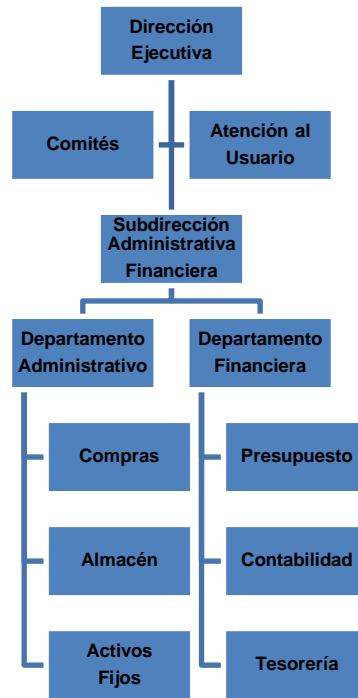 Dirección
Ejecutiva
Comités
Atención al
Usuario
Subdirección
Administrativa
Financiera
Departamento
Administrativo
Departamento
Financiera
Compras
Presupuesto
Almacén
Contabilidad
Activos
Fijos
Tesorería